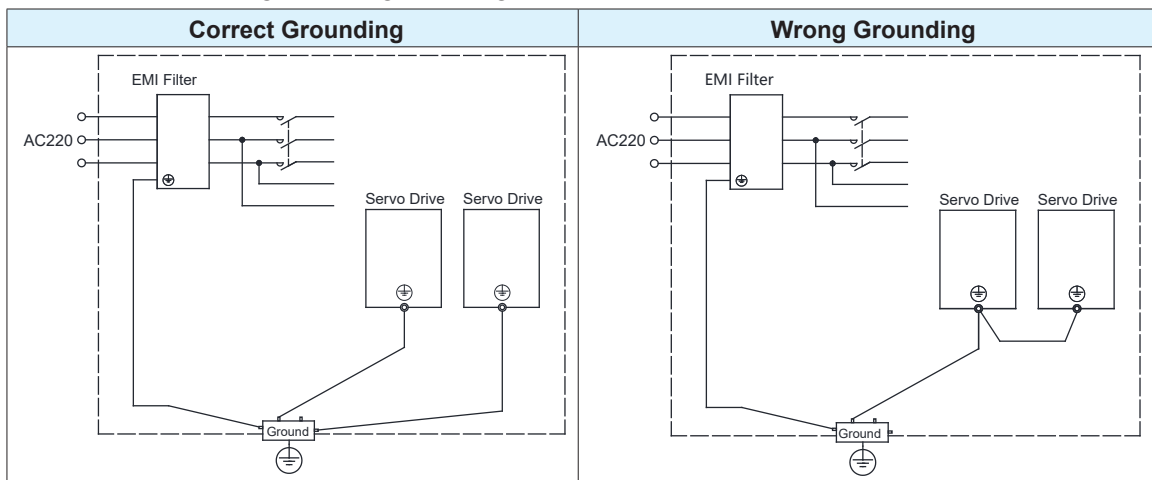 Correct Grounding
Wrong Grounding
EMI Filter
AC220
Servo Drive Servo Drive
Ground
EMI Filter
AC220
Servo Drive Servo Drive
Ground